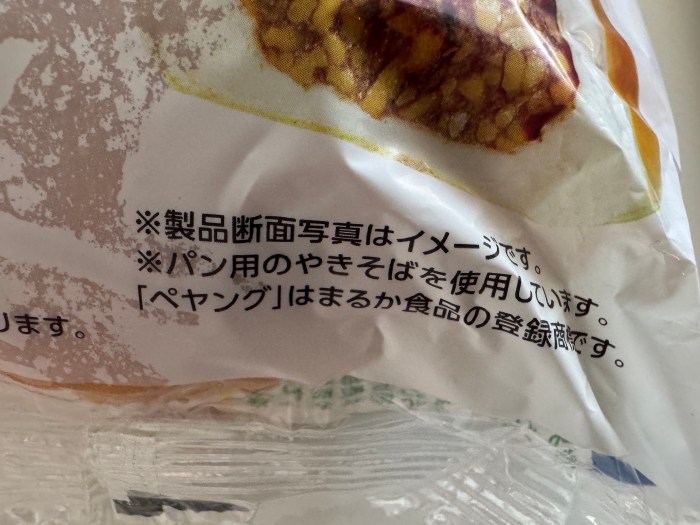 ※製品断面写真はイメージです。
※パン用のやきそばを使用しています。
「ペヤング」はまるか食品の登録商標です。
ります。